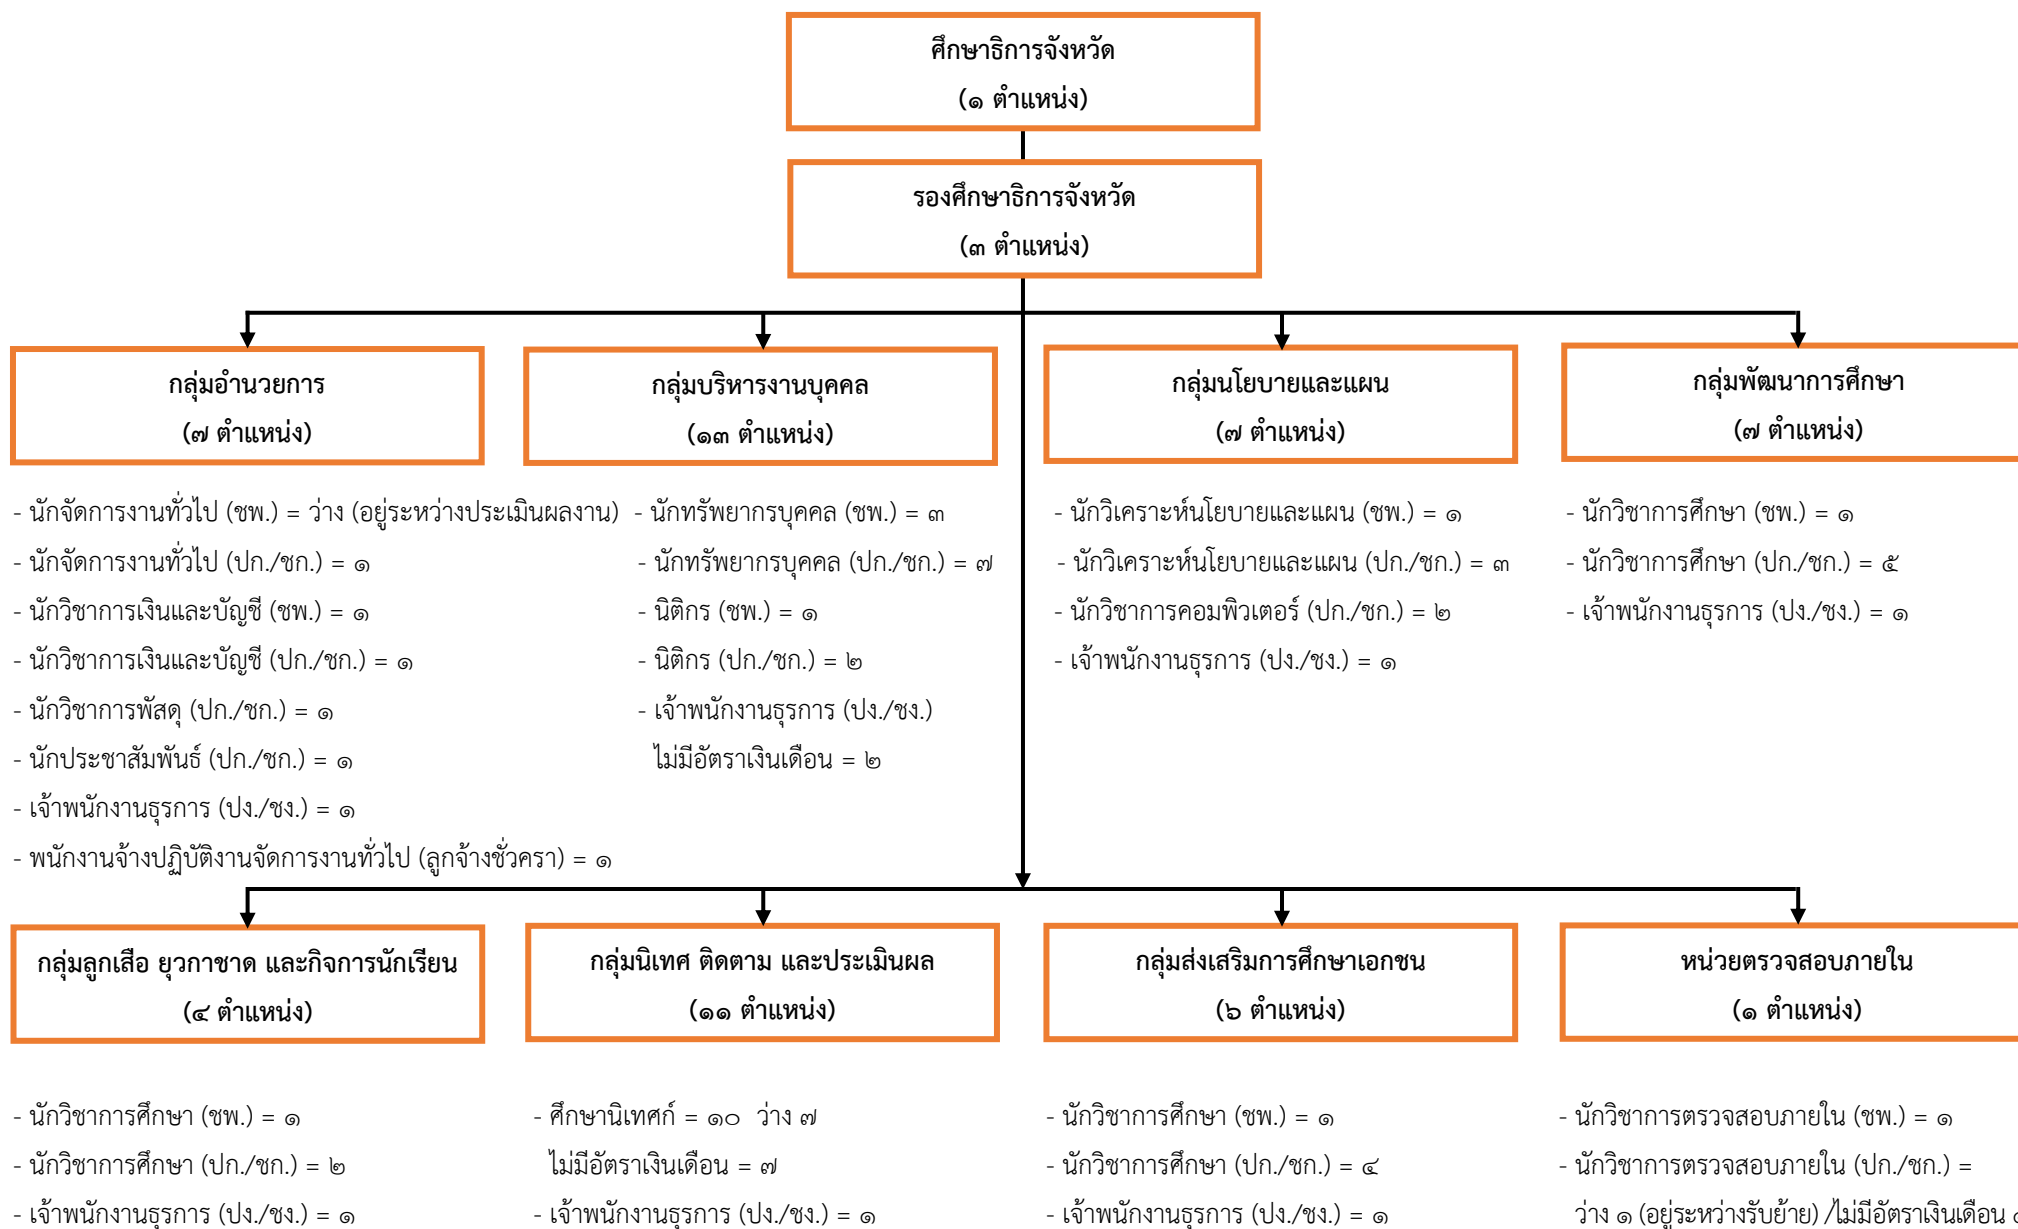 ศึกษาธิการจังหวัด
(๑ ตำแหน่ง)
รองศึกษาธิการจังหวัด
(๓ ตำแหน่ง)
กลุ่มอำนวยการ
(๗ ตำแหน่ง)
- นักจัดการงานทั่วไป (ชพ.) = ว่าง (อยู่ระหว่างประเมินผลงาน)
- นักจัดการงานทั่วไป (ปก./ชก.) = ๑
- นักวิชาการเงินและบัญชี (ชพ.) = ๑
- นักวิชาการเงินและบัญชี (ปก./ชก.) = ๑
- นักวิชาการพัสดุ (ปก./ชก.) = ๑
- นักประชาสัมพันธ์ (ปก./ชก.) = ๑
- เจ้าพนักงานธุรการ (ปง./ชง.) = ๑
- พนักงานจ้างปฏิบัติงานจัดการงานทั่วไป (ลูกจ้างชั่วครา) = ๑
กลุ่มบริหารงานบุคคล
(๑๓ ตำแหน่ง)
- นักทรัพยากรบุคคล (ชพ.) = ๓
- นักทรัพยากรบุคคล (ปก./ชก.) = ๗
- นิติกร (ชพ.) = ๑
- นิติกร (ปก./ชก.) = ๒
- เจ้าพนักงานธุรการ (ปง./ชง.)
ไม่มีอัตราเงินเดือน = ๒
กลุ่มนโยบายและแผน
(๗ ตำแหน่ง)
- นักวิเคราะห์นโยบายและแผน (ชพ.) = ๑
- นักวิเคราะห์นโยบายและแผน (ปก./ชก.) = ๓
- นักวิชาการคอมพิวเตอร์ (ปก./ชก.) = ๒
- เจ้าพนักงานธุรการ (ปง./ชง.) = ๑
กลุ่มพัฒนาการศึกษา
(๗ ตำแหน่ง)
- นักวิชาการศึกษา (ชพ.) = ๑
- นักวิชาการศึกษา (ปก./ชก.) = ๕
- เจ้าพนักงานธุรการ (ปง./ชง.) = ๑
กลุ่มลูกเสือ ยุวกาชาด และกิจการนักเรียน
(๔ ตำแหน่ง)
- นักวิชาการศึกษา (ชพ.) = ๑
- นักวิชาการศึกษา (ปก./ชก.) = ๒
- เจ้าพนักงานธุรการ (ปง./ชง.) = ๑
กลุ่มนิเทศ ติดตาม และประเมินผล
(๑๑ ตำแหน่ง)
- ศึกษานิเทศก์ = ๑๐ ว่าง ๗
ไม่มีอัตราเงินเดือน = ๗
- เจ้าพนักงานธุรการ (ปง./ชง.) = ๑
กลุ่มส่งเสริมการศึกษาเอกชน
(๖ ตำแหน่ง)
- นักวิชาการศึกษา (ชพ.) = ๑
- นักวิชาการศึกษา (ปก./ชก.) = ๔
- เจ้าพนักงานธุรการ (ปง./ชง.) = ๑
หน่วยตรวจสอบภายใน
(๑ ตำแหน่ง)
- นักวิชาการตรวจสอบภายใน (ชพ.) = ๑
- นักวิชาการตรวจสอบภายใน (ปก./ชก.) =
ว่าง ๑ (อยู่ระหว่างรับย้าย) /ไม่มีอัตราเงินเดือน